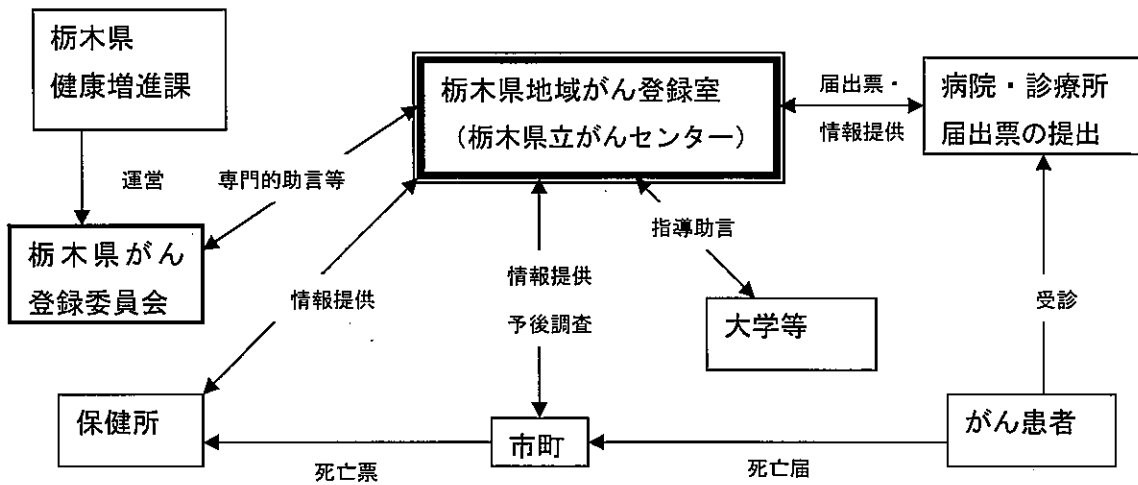 栃木県
健康増進課
栃木県地域がん登録室
（栃木県立がんセンター）
届出票・
情報提供
病院・診療所
届出票の提出
運営
専門的助言等
栃木県がん
登録委員会
情報提供
情報提供
予後調査
指導助言
大学等
受診
保健所
死亡票
市町
死亡届
がん患者